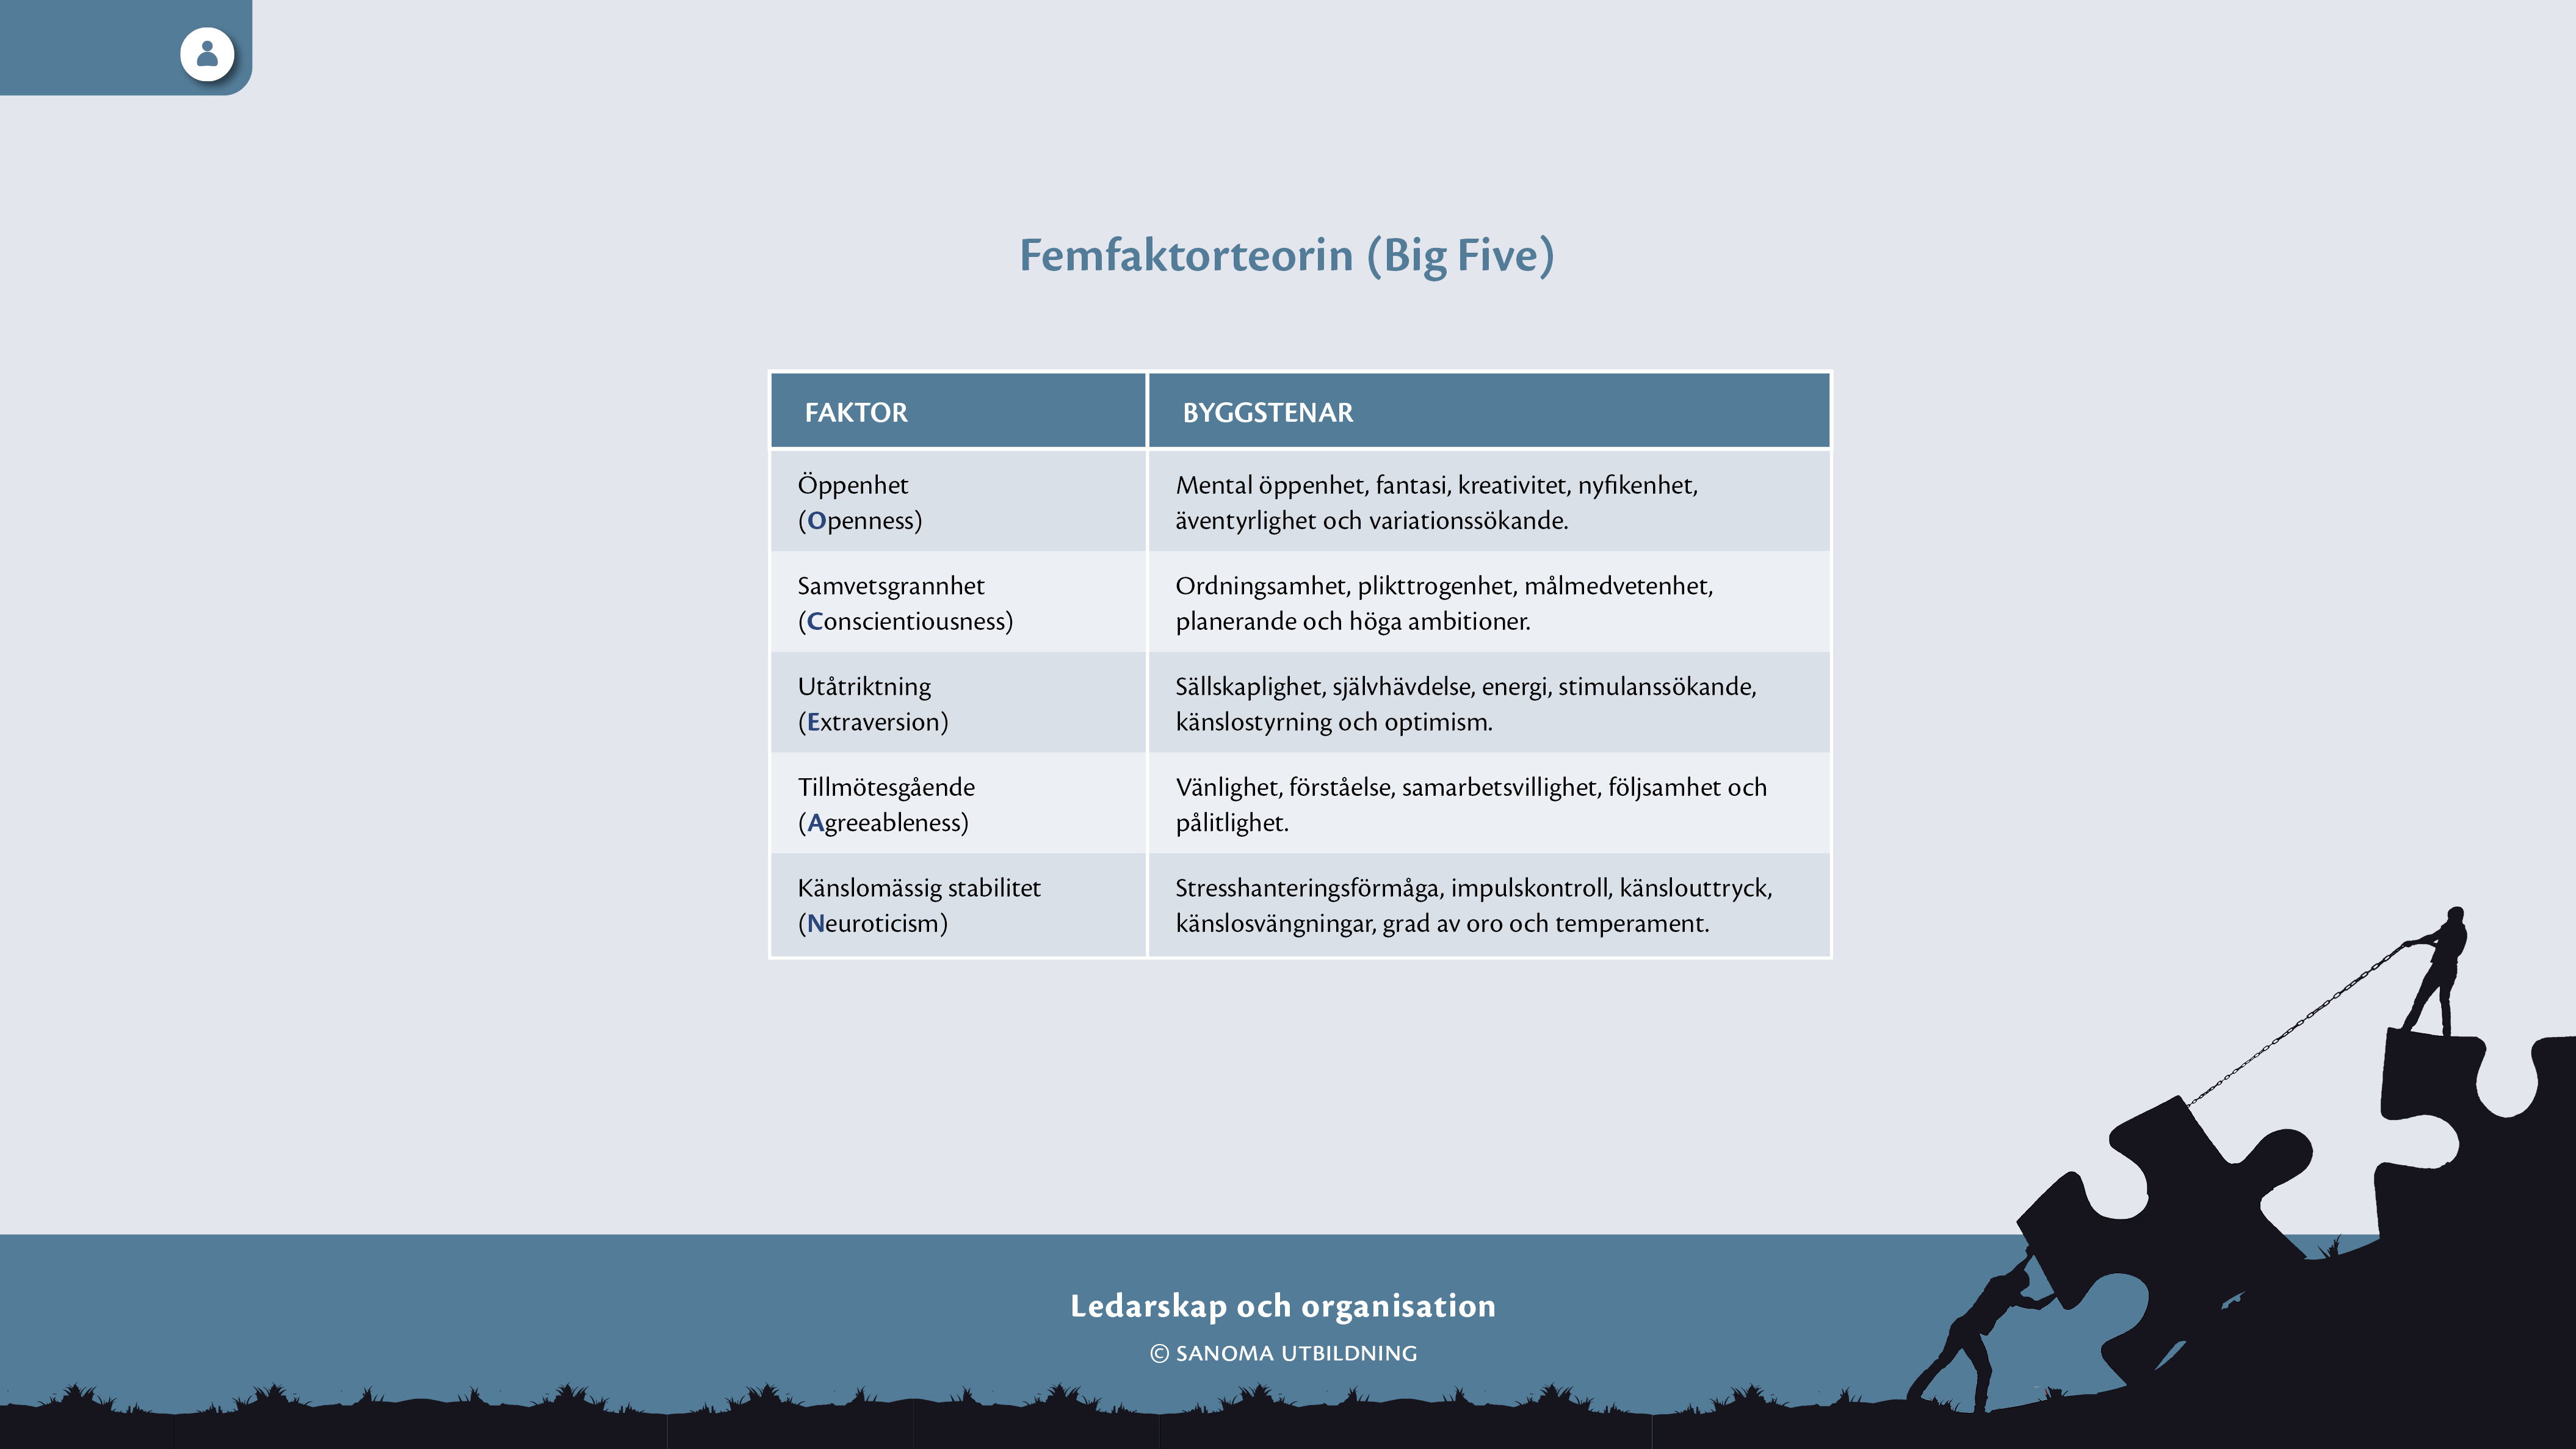 Femfaktorteorin (Big Five)
FAKTOR
BYGGSTENAR
Öppenhet
(Openness)
Mental öppenhet, fantasi, kreativitet, nyfikenhet,
äventyrlighet och variationssökande.
Samvetsgrannhet
(Conscientiousness)
Ordningsamhet, plikttrogenhet, målmedvetenhet,
planerande och höga ambitioner.
Utåtriktning
(Extraversion)
Sällskaplighet, självhävdelse, energi, stimulanssökande,
känslostyrning och optimism.
Tillmötesgående
(Agreeableness)
Vänlighet, förståelse, samarbetsvillighet, följsamhet och
pålitlighet.
Känslomässig stabilitet
(Neuroticism)
Stresshanteringsförmåga, impulskontroll, känslouttryck,
känslosvängningar, grad av oro och temperament.
Ledarskap och organisation
© SANOMA UTBILDNING